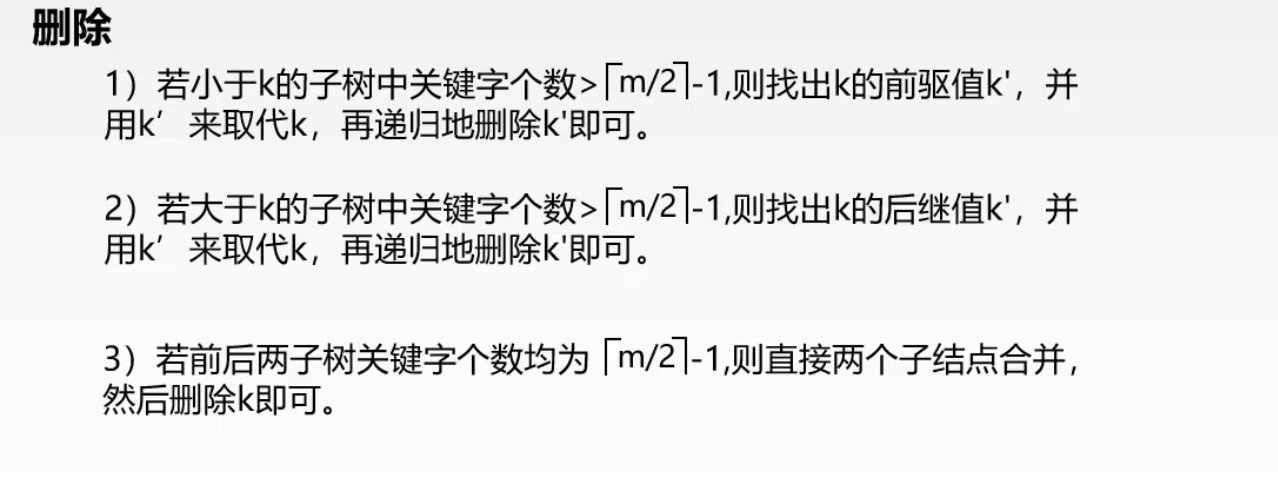 删除
1）若小于k的子树中关键字个数>⌈m/2⌉-1,则找出k的前驱值k'，并
用k’来取代k，再递归地删除k'即可。
2）若大于k的子树中关键字个数>⌈m/2⌉-1,则找出k的后继值k'，并
用k’来取代k，再递归地删除k'即可。
3）若前后两子树关键字个数均为⌈m/2⌉-1,则直接两个子结点合并，
然后删除k即可。